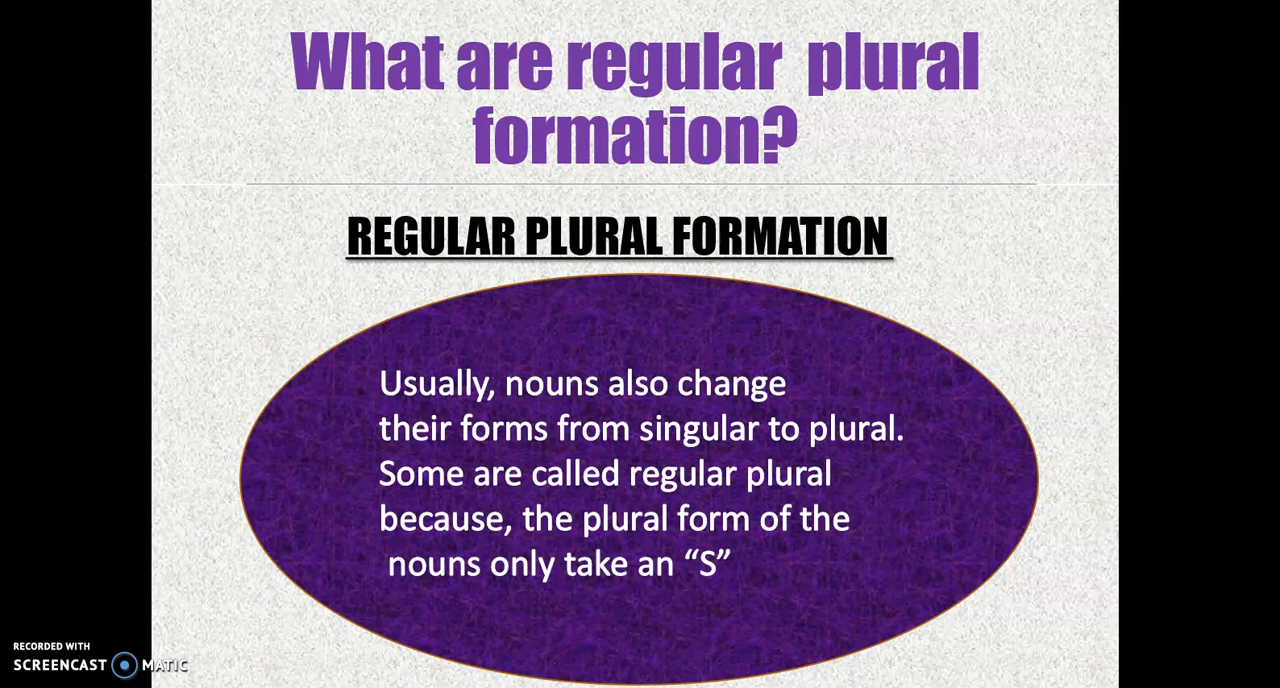 What are regular plural
formation?
REGULAR PLURAL FORMATION
Usually, nouns also change
their forms from singular to plural.
Some are called regular plural
because, the plural form of the
nouns only take an “S”
RECORDED WITH
SCREENCAST MATIC